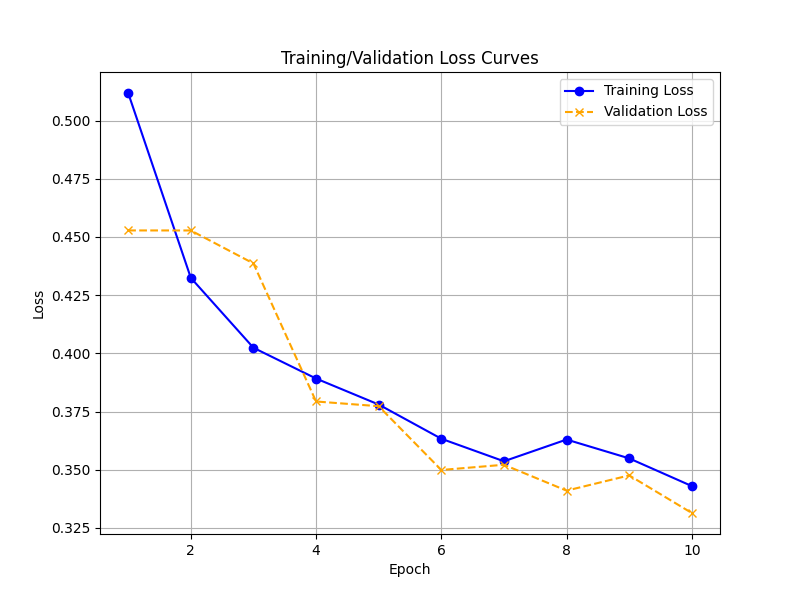 Training/Validation Loss Curves
Training Loss
Validation Loss
0.500
0.475
0.450
0.425
0.400
0.375
0.350
0.325
Loss
2 4 6 8 10
Epoch